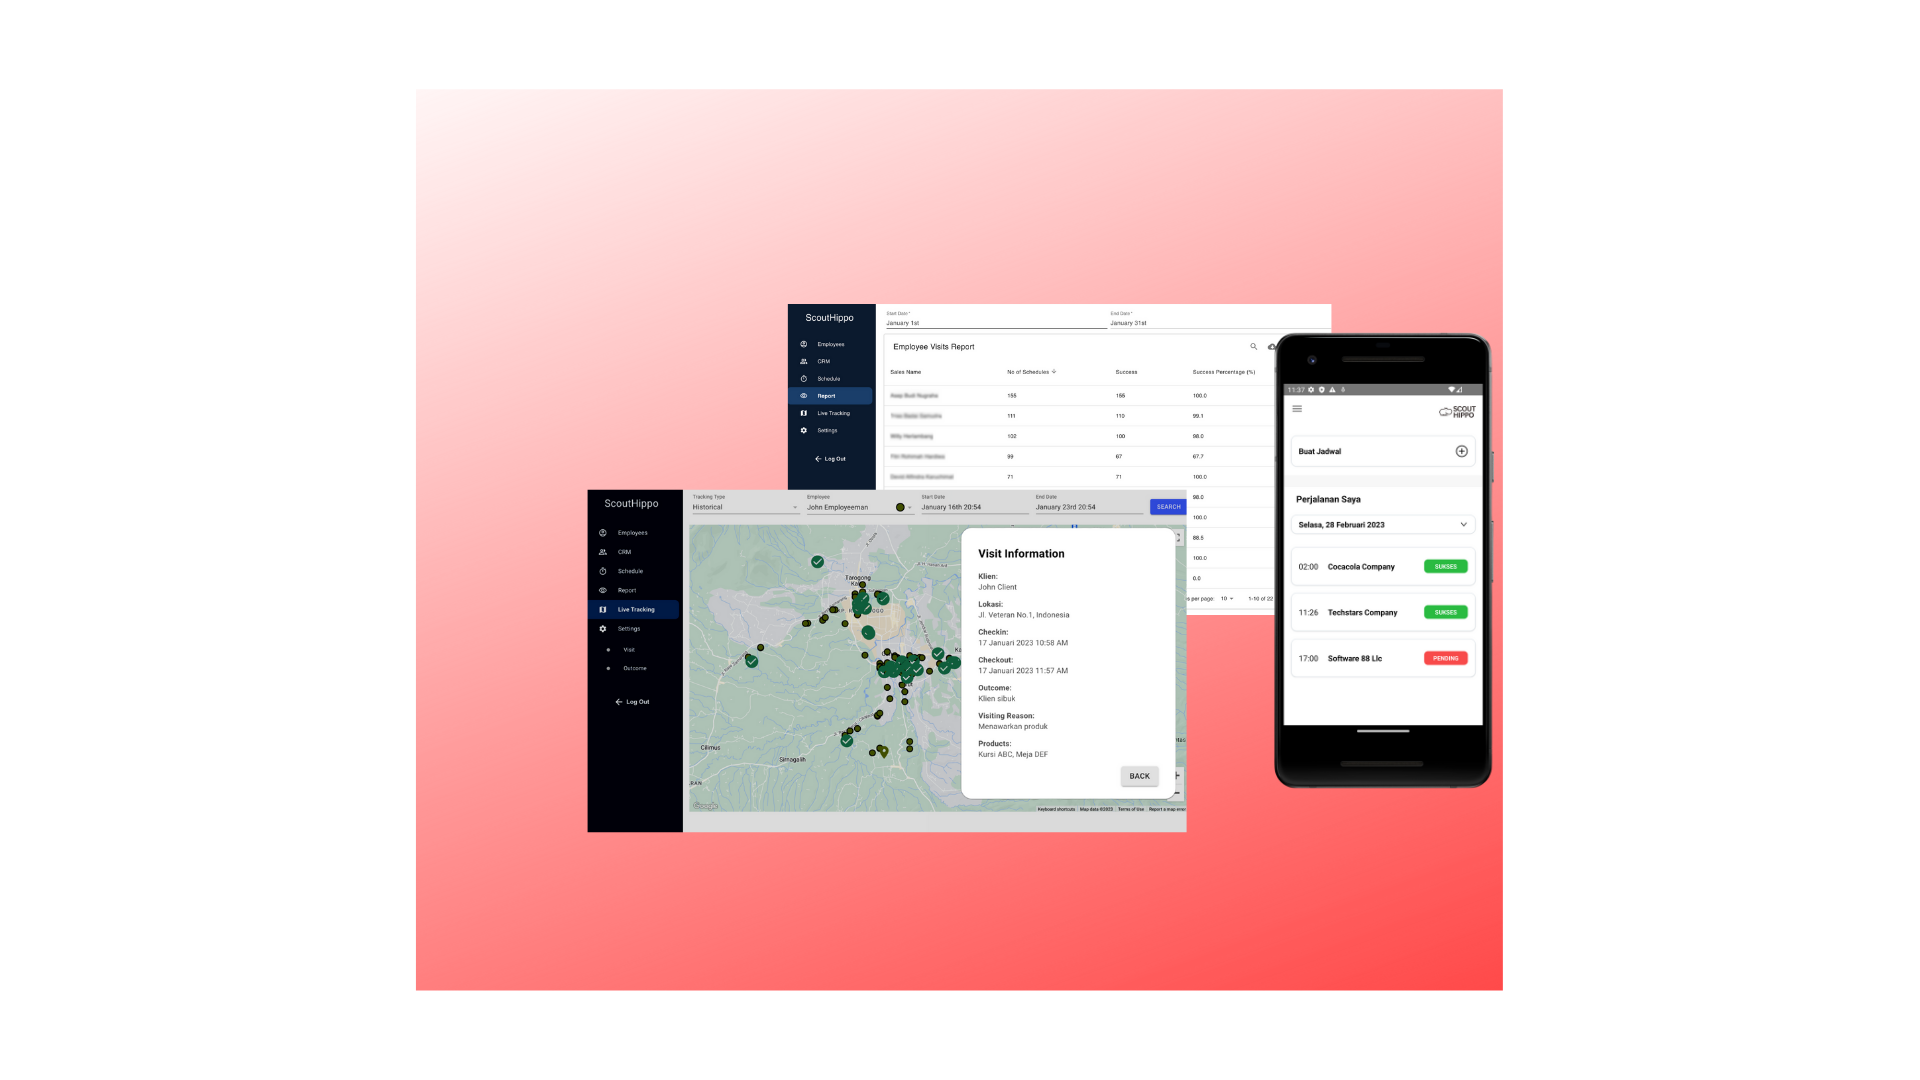 ScoutHippo
Employees
CRM
Schedule
Report
Live Tracking
Settings
Log Out
Start Date *
January 1st
End Date *
January 31st
Employee Visits Report
Sales Name No of Schedules Success Success Percentage (%)
155 155 100.0
111 110 99.1
102 100 98.0
99 67 67.7
71 71 100.0
98.0
100.0
88.5
100.0
0.0
s per page: 10 1-10 of 22
ScoutHippo
Employees
CRM
Schedule
Report
Live Tracking
Settings
Visit
Outcome
Log Out
Tracking Type
Historical
Employee
John Employeeman
Start Date
January 16th 20:54
End Date
January 23rd 20:54
SEARCH
Tarogong
Cilimus
Simagalih
Google
Keyboard shortcuts Map data ©2023 Terms of Use Report a map error
Visit Information
Klien:
John Client
Lokasi:
Jl. Veteran No.1, Indonesia
Checkin:
17 Januari 2023 10:58 AM
Checkout:
17 Januari 2023 11:57 AM
Outcome:
Klien sibuk
Visiting Reason:
Menawarkan produk
Products:
Kursi ABC, Meja DEF
BACK
11:37
SCOUT
HIPPO
Buat Jadwal
Perjalanan Saya
Selasa, 28 Februari 2023
02:00 Cocacola Company SUKSES
11:26 Techstars Company SUKSES
17:00 Software 88 Llc PENDING